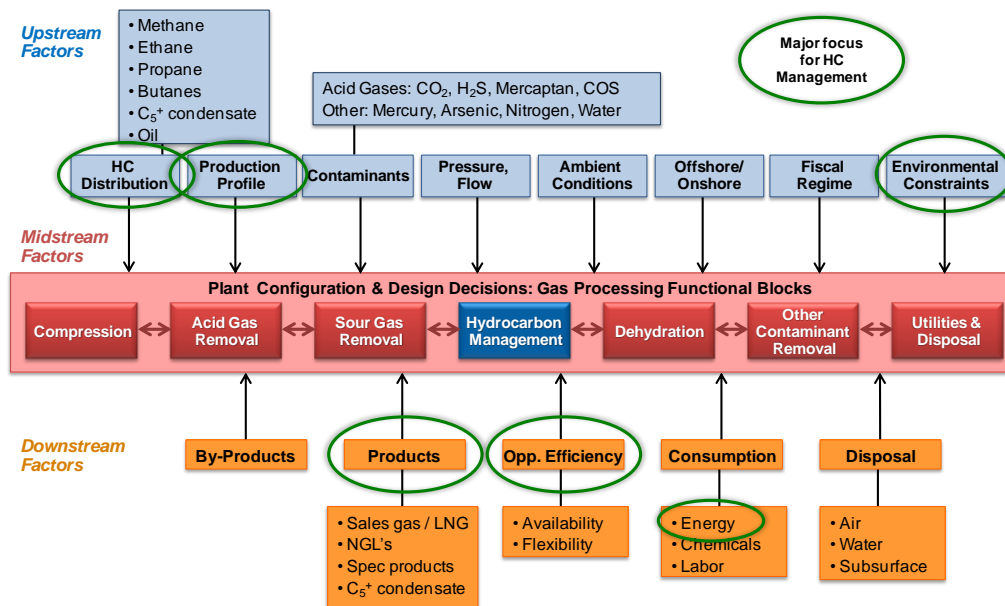 Upstream
Factors
• Methane
• Ethane
• Propane
• Butanes
• C₅⁺ condensate
• Oil
Acid Gases: CO₂, H₂S, Mercaptan, COS
Other: Mercury, Arsenic, Nitrogen, Water
Major focus
for HC
Management
HC
Distribution
Production
Profile
Contaminants
Pressure,
Flow
Ambient
Conditions
Offshore/
Onshore
Fiscal
Regime
Environmental
Constraints
Midstream
Factors
Plant Configuration & Design Decisions: Gas Processing Functional Blocks
Compression
Acid Gas
Removal
Sour Gas
Removal
Hydrocarbon
Management
Dehydration
Other
Contaminant
Removal
Utilities &
Disposal
Downstream
Factors
By-Products
Products
Opp. Efficiency
Consumption
Disposal
• Sales gas / LNG
• NGL's
• Spec products
• C₅⁺ condensate
• Availability
• Flexibility
• Energy
• Chemicals
• Labor
• Air
• Water
• Subsurface